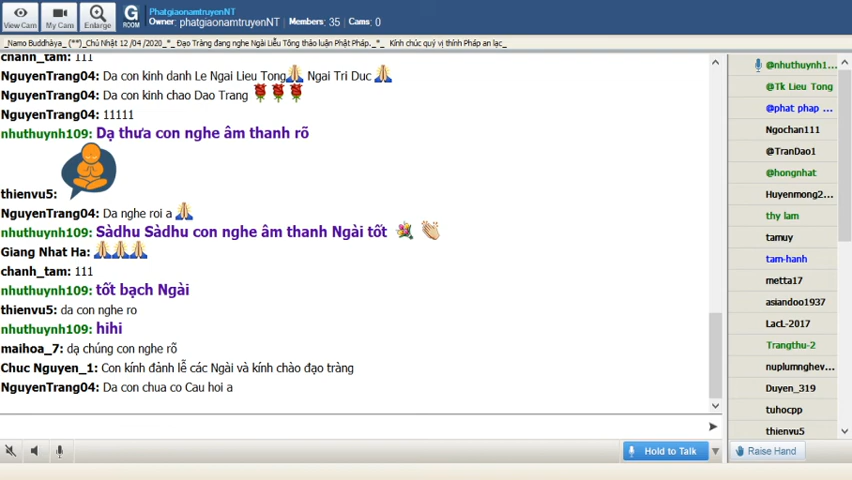 View Cam
My Cam
Enlarge
G
ROOM
PhatgiaonamtruyenNT
Owner: phatgiaonamtruyenNT Members: 35 Cams: 0
_Namo Buddhàya_ (**)_Chủ Nhật 12 /04 /2020_*_ Đạo Tràng đang nghe Ngài Liễu Tông thảo luận Phật Pháp._*_ Kính chúc quý vị thính Pháp an lạc_
chanh_tam: 111
NguyenTrang04: Da con kinh danh Le Ngai Lieu Tong🙏 Ngai Tri Duc 🙏
NguyenTrang04: Da con kinh chao Dao Trang 🌹🌹🌹
NguyenTrang04: 11111
nhuthuynh109: Dạ thưa con nghe âm thanh rõ
thienvu5:
NguyenTrang04: Da nghe roi a 🙏
nhuthuynh109: Sàdhu Sàdhu con nghe âm thanh Ngài tốt 💐 👏
Giang Nhat Ha: 🙏🙏🙏
chanh_tam: 111
nhuthuynh109: tốt bạch Ngài
thienvu5: da con nghe ro
nhuthuynh109: hihi
maihoa_7: dạ chúng con nghe rõ
Chuc Nguyen_1: Con kính đảnh lễ các Ngài và kính chào đạo tràng
NguyenTrang04: Da con chua co Cau hoi a
@nhuthuynh1...
@Tk Lieu Tong
@phat phap ...
Ngochan111
@TranDao1
@hongnhat
Huyenmong2...
thy lam
tamuy
tam-hanh
metta17
asiandoo1937
LacL-2017
Trangthu-2
nuplumnghev...
Duyen_319
tuhocpp
thienvu5
Hold to Talk
Raise Hand